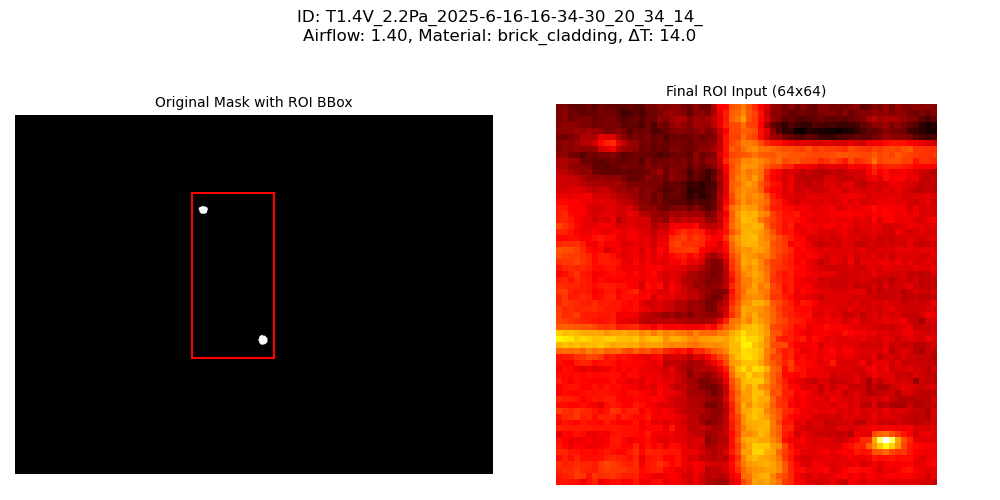 ID: T1.4V_2.2Pa_2025-6-16-16-34-30_20_34_14_
Airflow: 1.40, Material: brick_cladding, ΔT: 14.0
Original Mask with ROI BBox
Final ROI Input (64x64)